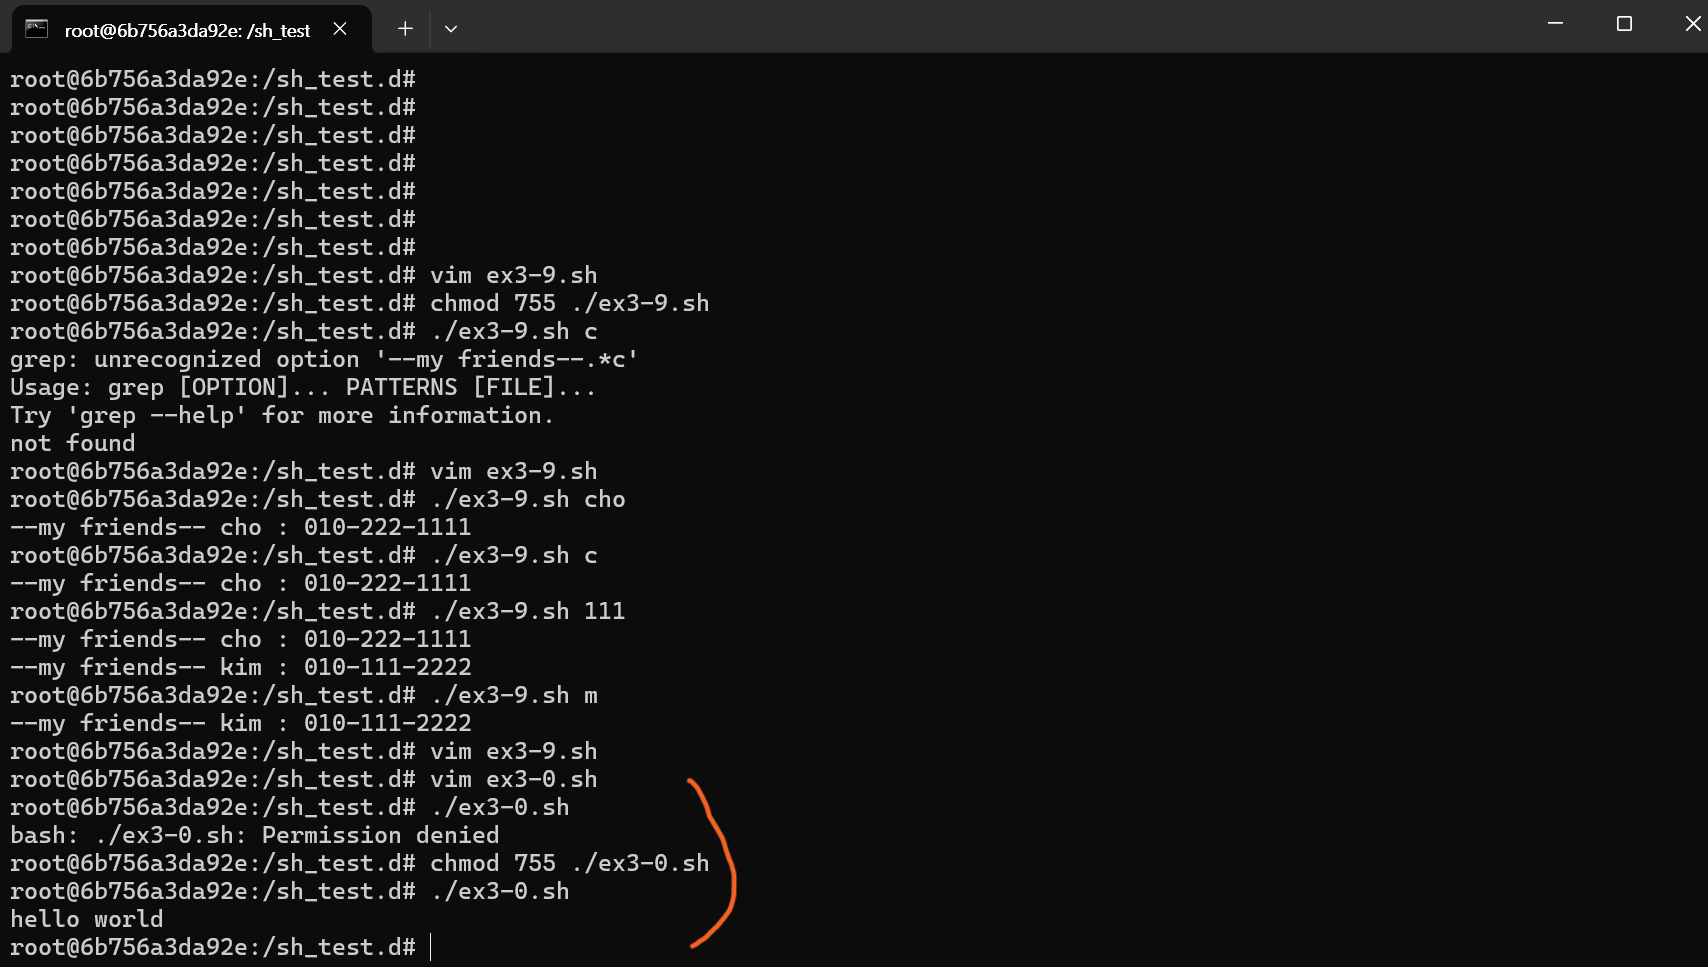 root@6b756a3da92e: /sh_test
root@6b756a3da92e:/sh_test.d#
root@6b756a3da92e:/sh_test.d#
root@6b756a3da92e:/sh_test.d#
root@6b756a3da92e:/sh_test.d#
root@6b756a3da92e:/sh_test.d#
root@6b756a3da92e:/sh_test.d#
root@6b756a3da92e:/sh_test.d#
root@6b756a3da92e:/sh_test.d# vim ex3-9.sh
root@6b756a3da92e:/sh_test.d# chmod 755 ./ex3-9.sh
root@6b756a3da92e:/sh_test.d# ./ex3-9.sh c
grep: unrecognized option '--my friends--.*c'
Usage: grep [OPTION]... PATTERNS [FILE]...
Try 'grep --help' for more information.
not found
root@6b756a3da92e:/sh_test.d# vim ex3-9.sh
root@6b756a3da92e:/sh_test.d# ./ex3-9.sh cho
--my friends-- cho : 010-222-1111
root@6b756a3da92e:/sh_test.d# ./ex3-9.sh c
--my friends-- cho : 010-222-1111
root@6b756a3da92e:/sh_test.d# ./ex3-9.sh 111
--my friends-- cho : 010-222-1111
--my friends-- kim : 010-111-2222
root@6b756a3da92e:/sh_test.d# ./ex3-9.sh m
--my friends-- kim : 010-111-2222
root@6b756a3da92e:/sh_test.d# vim ex3-9.sh
root@6b756a3da92e:/sh_test.d# vim ex3-0.sh
root@6b756a3da92e:/sh_test.d# ./ex3-0.sh
bash: ./ex3-0.sh: Permission denied
root@6b756a3da92e:/sh_test.d# chmod 755 ./ex3-0.sh
root@6b756a3da92e:/sh_test.d# ./ex3-0.sh
hello world
root@6b756a3da92e:/sh_test.d#